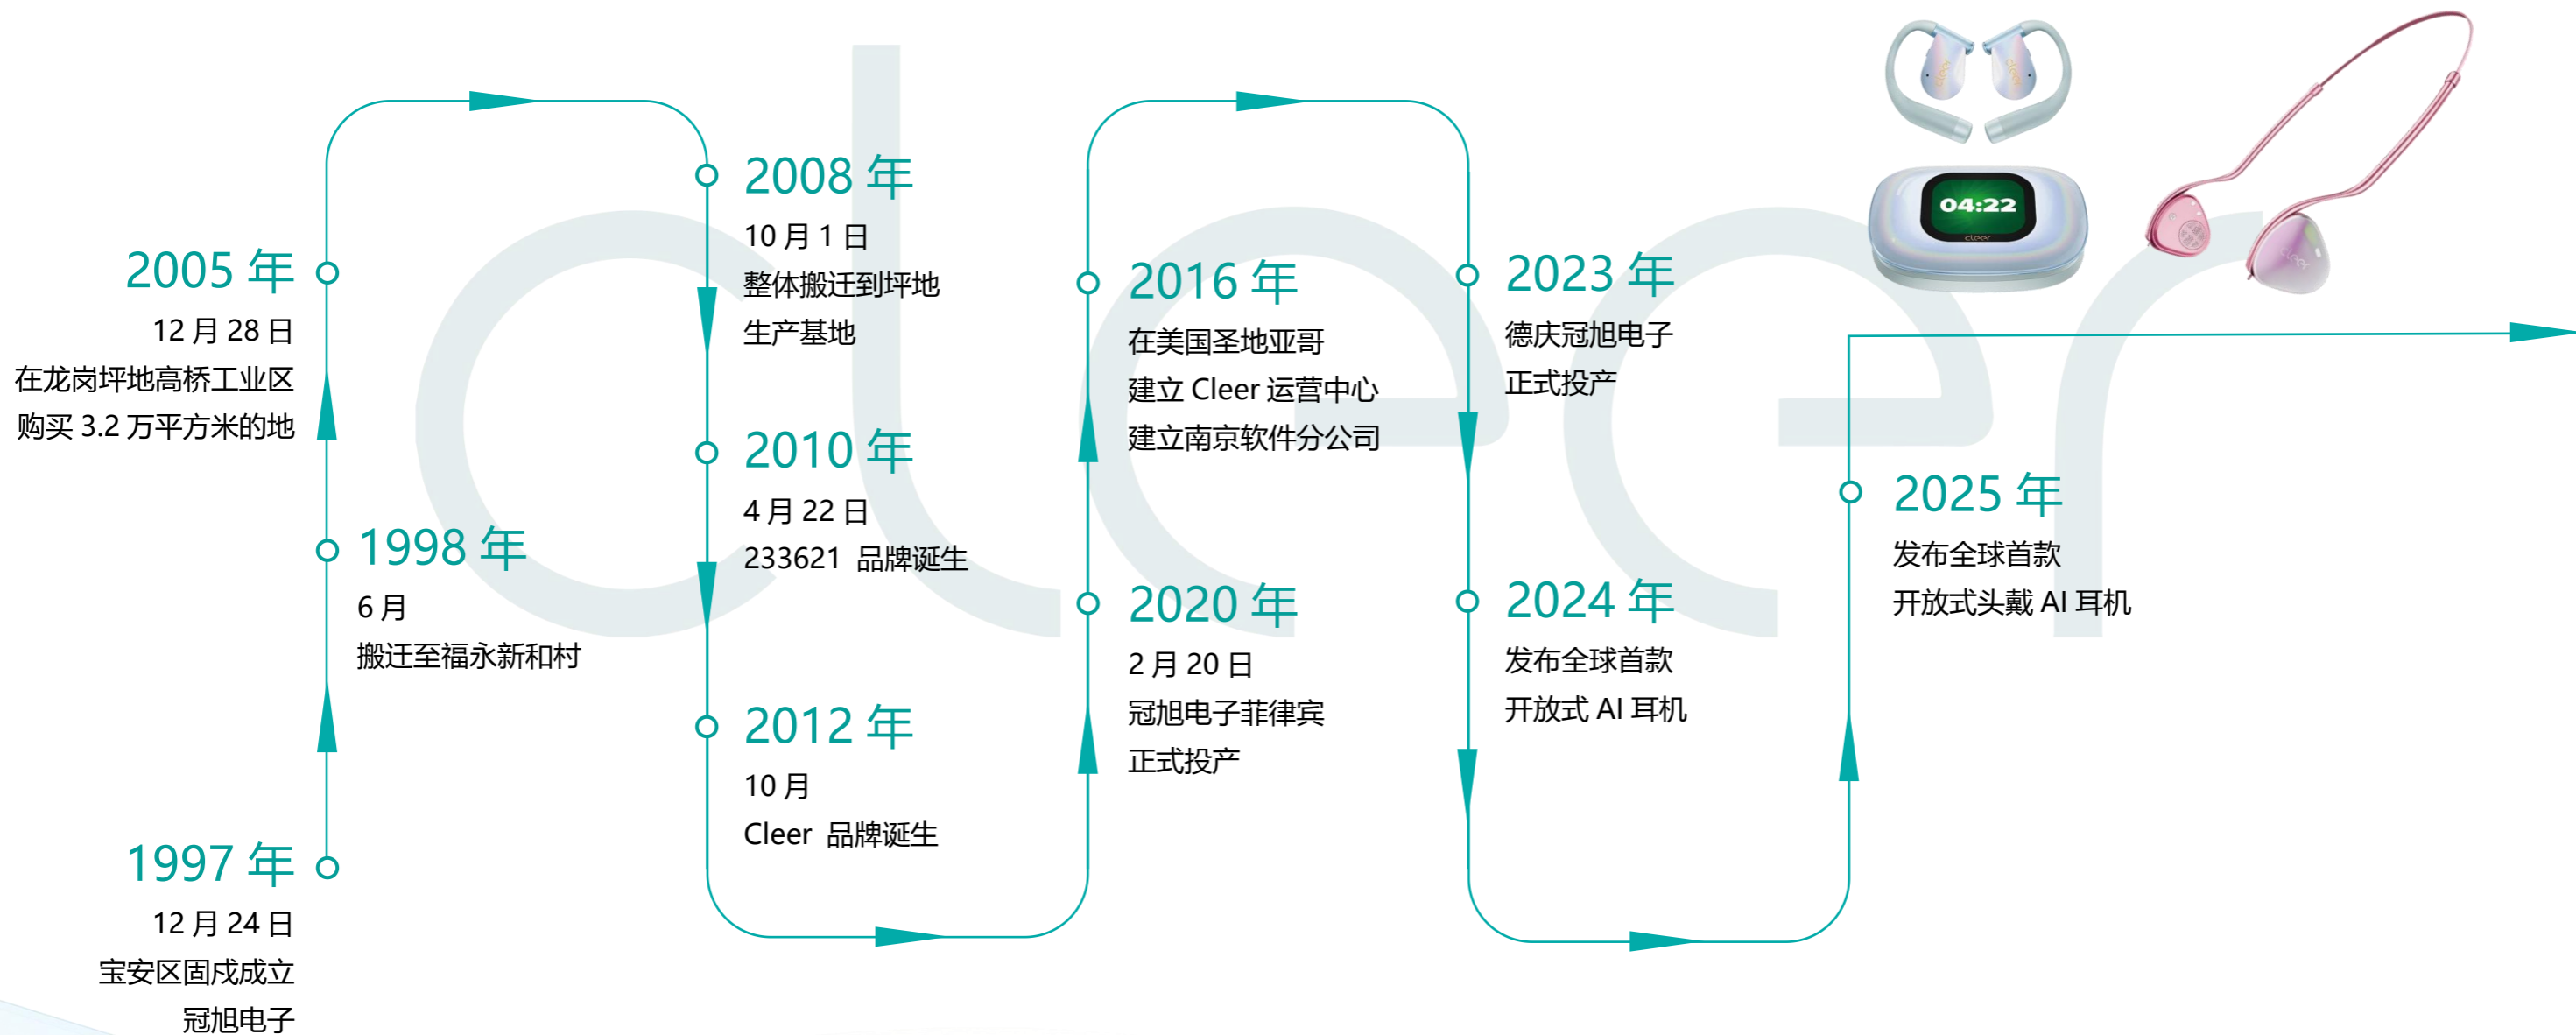 1997 年
12 月 24 日
宝安区固戍成立
冠旭电子
1998 年
6 月
搬迁至福永新和村
2005 年
12 月 28 日
在龙岗坪地高桥工业区
购买 3.2 万平方米的地
2008 年
10 月 1 日
整体搬迁到坪地
生产基地
2010 年
4 月 22 日
233621 品牌诞生
2012 年
10 月
Cleer 品牌诞生
2020 年
2 月 20 日
冠旭电子菲律宾
正式投产
2016 年
在美国圣地亚哥
建立 Cleer 运营中心
建立南京软件分公司
2023 年
德庆冠旭电子
正式投产
2024 年
发布全球首款
开放式 AI 耳机
2025 年
发布全球首款
开放式头戴 AI 耳机
cleer
cleer
cleer
04:22
cleer
cleer